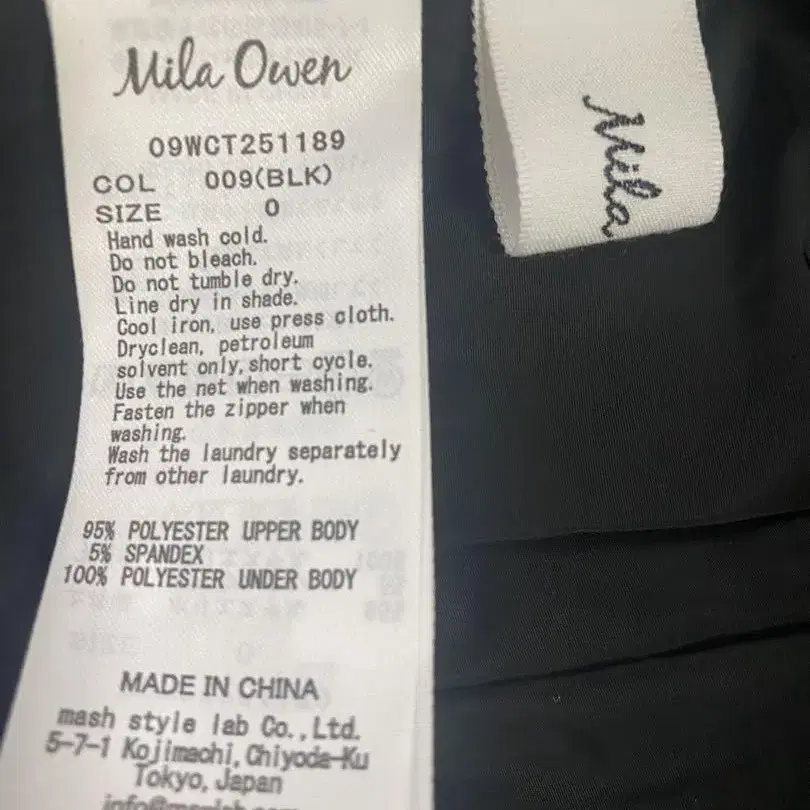 Mila Owen
09WCT251189
COL 009(BLK)
SIZE 0
Hand wash cold.
Do not bleach.
Do not tumble dry.
Line dry in shade.
Cool iron, use press cloth.
Dryclean, petroleum
solvent only,short cycle.
Use the net when washing.
Fasten the zipper when
washing.
Wash the laundry separately
from other laundry.
95% POLYESTER UPPER BODY
5% SPANDEX
100% POLYESTER UNDER BODY
MADE IN CHINA
mash style lab Co.,Ltd.
5-7-1 Kojimachi,Chiyoda-Ku
Tokyo,Japan
Mila